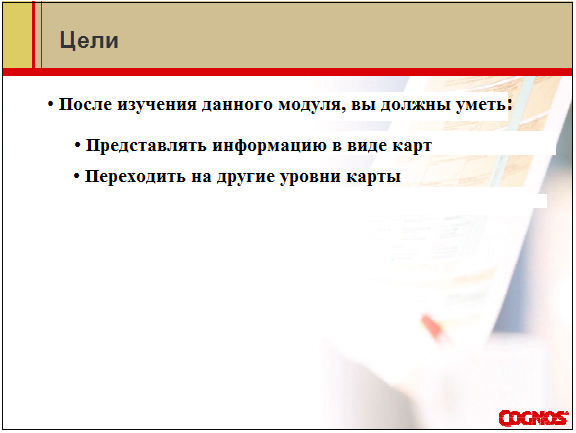 Цели
• После изучения данного модуля, вы должны уметь:
• Представлять информацию в виде карт
• Переходить на другие уровни карты
COGNOS